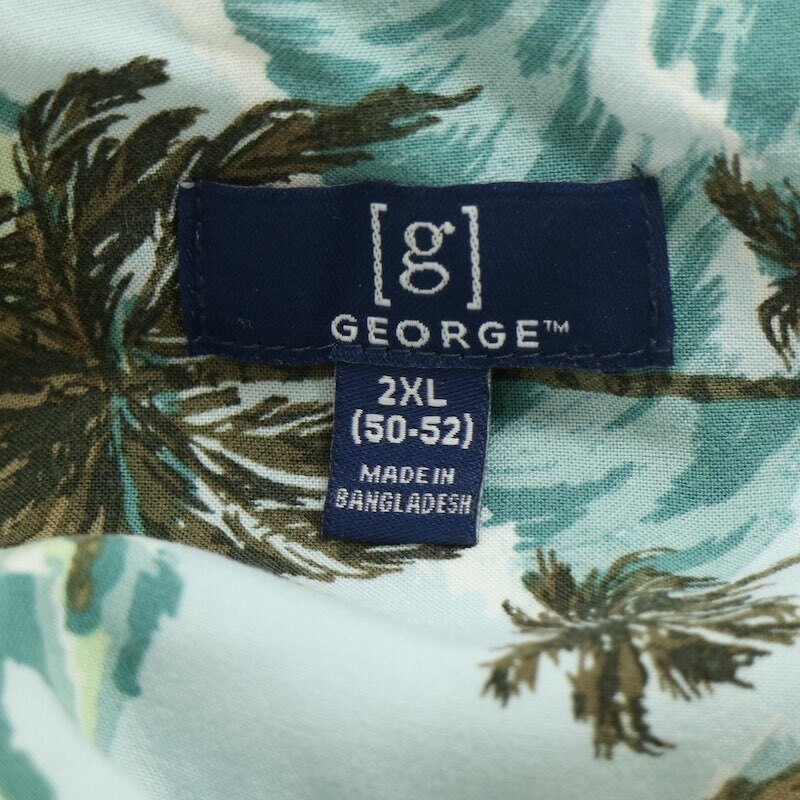 [g]
GEORGE™
2XL
(50-52)
MADE IN
BANGLADESH